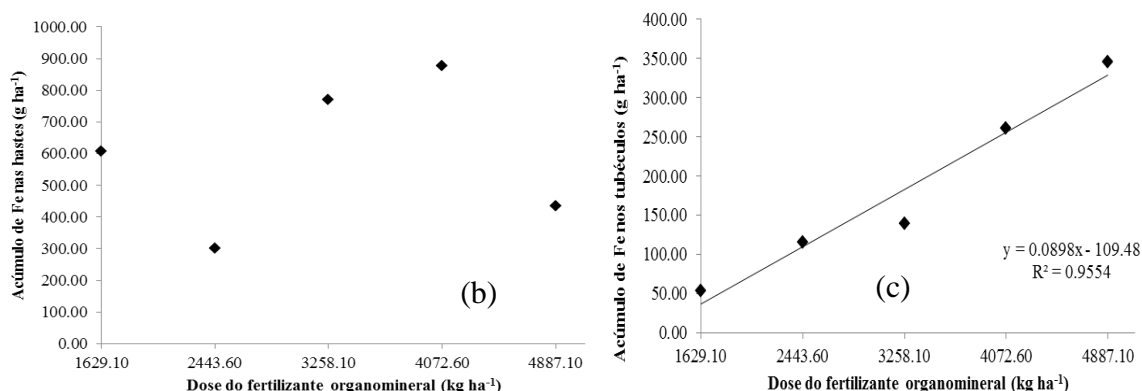 Acúmulo de Fe nas hastes (g ha-1)
1000.00
900.00
800.00
700.00
600.00
500.00
400.00
300.00
200.00
100.00
0.00
(b)
1629.10 2443.60 3258.10 4072.60 4887.10
Dose do fertilizante organomineral (kg ha-1)
Acúmulo de Fe nos tubéculos (g ha-1)
400.00
350.00
300.00
250.00
200.00
150.00
100.00
50.00
0.00
y = 0.0898x - 109.48
R² = 0.9554
(c)
1629.10 2443.60 3258.10 4072.60 4887.10
Dose do fertilizante organomineral (kg ha-1)